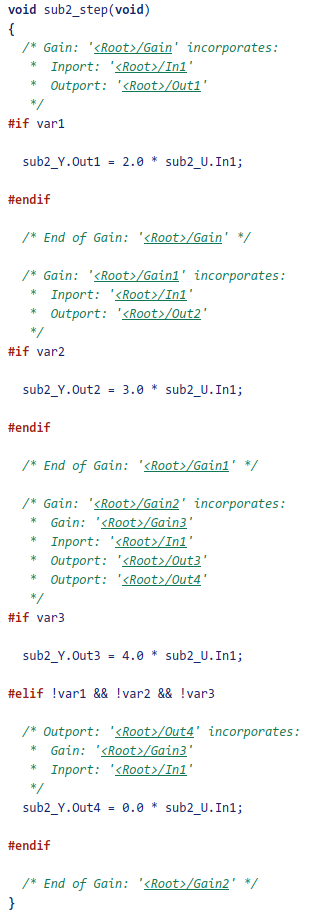 void sub2_step(void)
{
  /* Gain: '<Root>/Gain' incorporates:
   *  Inport: '<Root>/In1'
   *  Outport: '<Root>/Out1'
   */
#if var1

  sub2_Y.Out1 = 2.0 * sub2_U.In1;

#endif

  /* End of Gain: '<Root>/Gain' */

  /* Gain: '<Root>/Gain1' incorporates:
   *  Inport: '<Root>/In1'
   *  Outport: '<Root>/Out2'
   */
#if var2

  sub2_Y.Out2 = 3.0 * sub2_U.In1;

#endif

  /* End of Gain: '<Root>/Gain1' */

  /* Gain: '<Root>/Gain2' incorporates:
   *  Gain: '<Root>/Gain3'
   *  Inport: '<Root>/In1'
   *  Outport: '<Root>/Out3'
   *  Outport: '<Root>/Out4'
   */
#if var3

  sub2_Y.Out3 = 4.0 * sub2_U.In1;

#elif !var1 && !var2 && !var3

  /* Outport: '<Root>/Out4' incorporates:
   *  Gain: '<Root>/Gain3'
   *  Inport: '<Root>/In1'
   */
  sub2_Y.Out4 = 0.0 * sub2_U.In1;

#endif

  /* End of Gain: '<Root>/Gain2' */
}